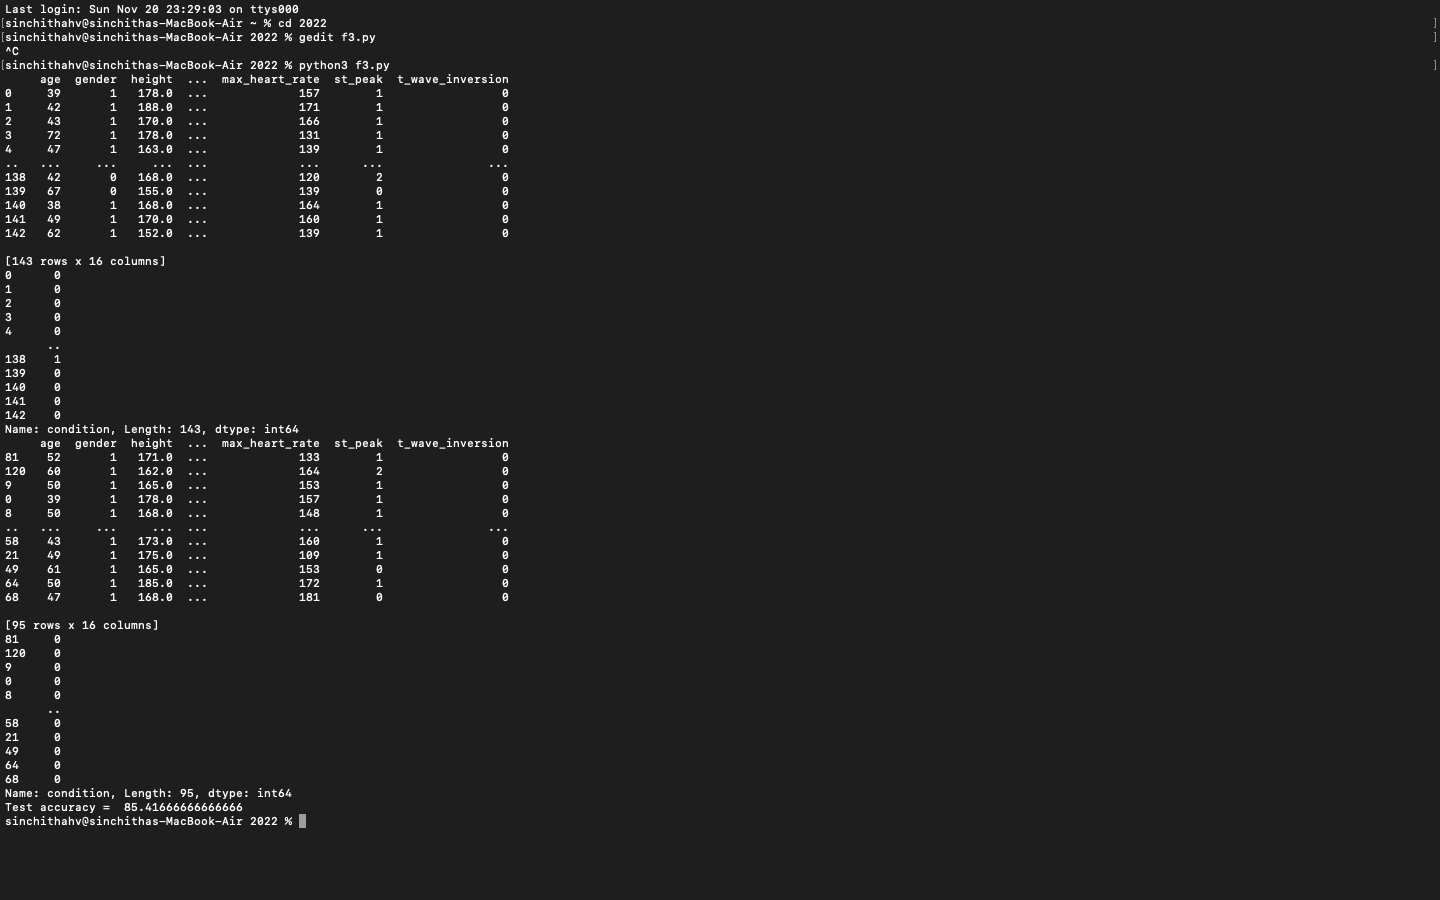 Last login: Sun Nov 20 23:29:03 on ttys000
[sinchithahv@sinchithas-MacBook-Air ~ % cd 2022 ]
[sinchithahv@sinchithas-MacBook-Air 2022 % gedit f3.py ]
^C
[sinchithahv@sinchithas-MacBook-Air 2022 % python3 f3.py ]
     age  gender  height  ...  max_heart_rate  st_peak  t_wave_inversion
0     39       1   178.0  ...             157        1                 0
1     42       1   188.0  ...             171        1                 0
2     43       1   170.0  ...             166        1                 0
3     72       1   178.0  ...             131        1                 0
4     47       1   163.0  ...             139        1                 0
..   ...     ...     ...  ...             ...      ...               ...
138   42       0   168.0  ...             120        2                 0
139   67       0   155.0  ...             139        0                 0
140   38       1   168.0  ...             164        1                 0
141   49       1   170.0  ...             160        1                 0
142   62       1   152.0  ...             139        1                 0
[143 rows x 16 columns]
0      0
1      0
2      0
3      0
4      0
      ..
138    1
139    0
140    0
141    0
142    0
Name: condition, Length: 143, dtype: int64
     age  gender  height  ...  max_heart_rate  st_peak  t_wave_inversion
81    52       1   171.0  ...             133        1                 0
120   60       1   162.0  ...             164        2                 0
9     50       1   165.0  ...             153        1                 0
0     39       1   178.0  ...             157        1                 0
8     50       1   168.0  ...             148        1                 0
..   ...     ...     ...  ...             ...      ...               ...
58    43       1   173.0  ...             160        1                 0
21    49       1   175.0  ...             109        1                 0
49    61       1   165.0  ...             153        0                 0
64    50       1   185.0  ...             172        1                 0
68    47       1   168.0  ...             181        0                 0
[95 rows x 16 columns]
81     0
120    0
9      0
0      0
8      0
      ..
58     0
21     0
49     0
64     0
68     0
Name: condition, Length: 95, dtype: int64
Test accuracy =  85.41666666666666
sinchithahv@sinchithas-MacBook-Air 2022 %